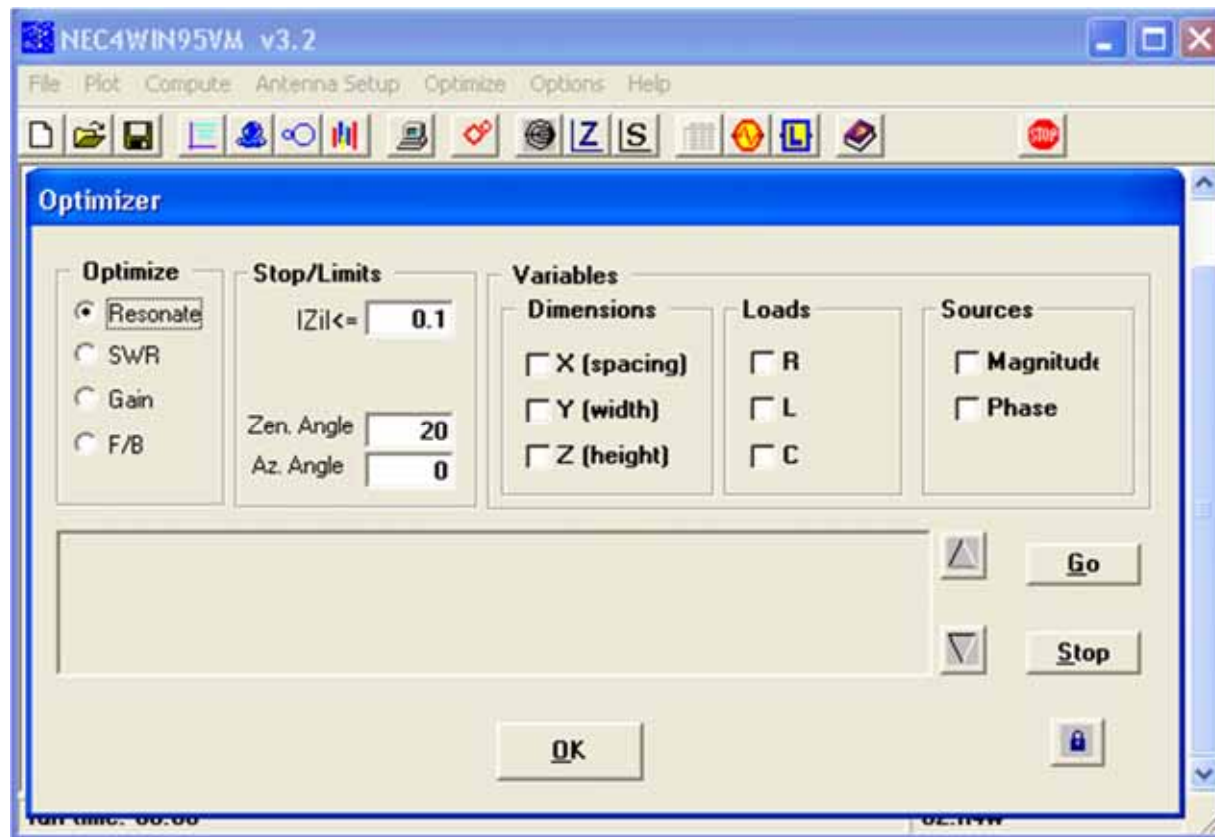 NEC4WIN95VM v3.2
File Plot Compute Antenna Setup Optimize Options Help
Z S L STOP
Optimizer
Optimize
Resonate
SWR
Gain
F/B
Stop/Limits
|Zi|<= 0.1
Zen. Angle 20
Az. Angle 0
Variables
Dimensions
X (spacing)
Y (width)
Z (height)
Loads
R
L
C
Sources
Magnitude
Phase
Go
Stop
OK